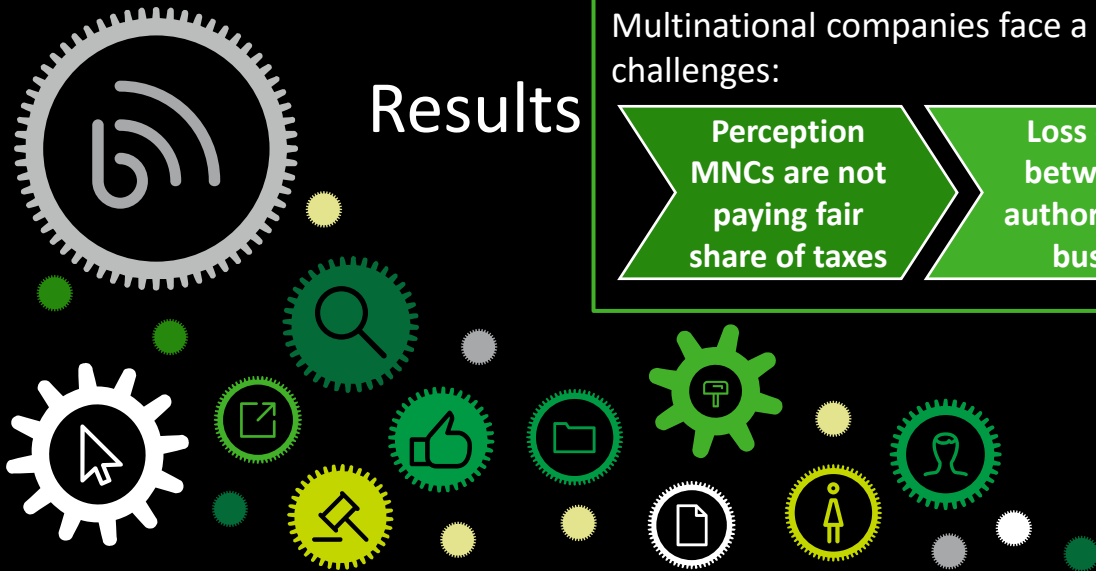 Results
Multinational companies face a
challenges:
Perception
MNCs are not
paying fair
share of taxes
Loss
betw
author
bus